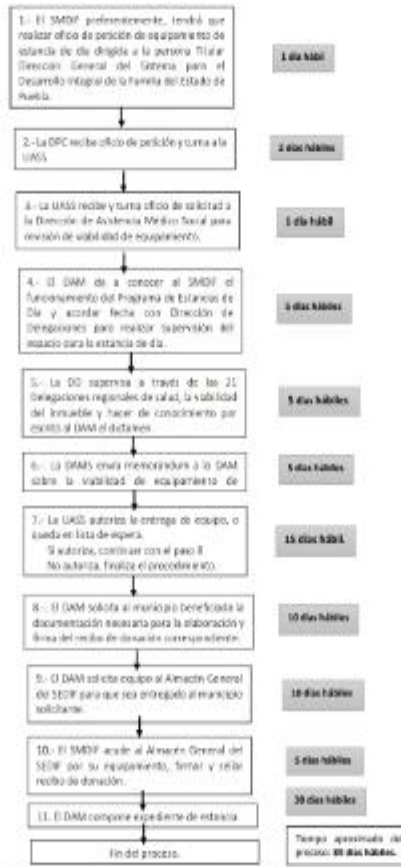 1.- El SMDIF preferentemente, tendrá que
realizar oficio de petición de equipamiento de
estancia de día dirigida a la persona Titular
Dirección General del Sistema para el
Desarrollo Integral de la Familia del Estado de
Puebla.
1 día hábil
2.- La OPC recibe oficio de petición y turna a la
UASS.
2 días hábiles
3.- La UASS recibe y turna oficio de solicitud a
la Dirección de Asistencia Médico Social para
revisión de viabilidad de equipamiento.
1 día hábil
4.- El DAM da a conocer al SMDIF el
funcionamiento del Programa de Estancias de
Día y acordar fecha con Dirección de
Delegaciones para realizar supervisión del
espacio para la estancia de día.
5 días hábiles
5.- La DD supervisa a través de las 21
Delegaciones regionales de salud, la viabilidad
del inmueble y hacer de conocimiento por
escrito al DAM el dictamen.
5 días hábiles
6.- La DAMS envía memorándum a la DAM
sobre la viabilidad de equipamiento de
5 días hábiles
7.- La UASS autoriza la entrega de equipo, o
queda en lista de espera.
Si autoriza, continuar con el paso 8
No autoriza, finaliza el procedimiento.
15 días hábil.
8.- El DAM solicita al municipio beneficiado la
documentación necesaria para la elaboración y
firma del recibo de donación correspondiente.
10 días hábiles
9.- El DAM solicita equipo al Almacén General
del SEDIF para que sea entregado al municipio
solicitante.
10 días hábiles
10.- El SMDIF acude al Almacén General del
SEDIF por su equipamiento, firmar y sellar
recibo de donación.
5 días hábiles
11. El DAM compone expediente de estancia
30 días hábiles
Fin del proceso.
Tiempo aproximado del
proceso: 89 días hábiles.